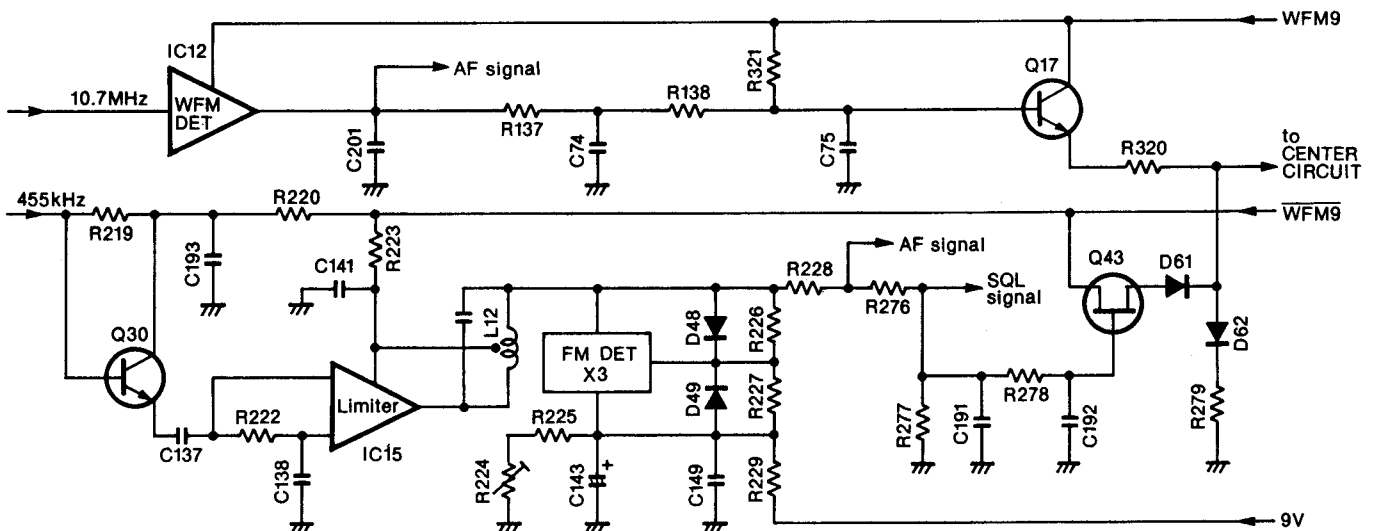 WFM9
IC12
AF signal
R321
Q17
10.7MHz
WFM
DET
R138
R137
C201
C74
C75
R320
to
CENTER
CIRCUIT
455kHz
R220
R219
WFM9
C193
R223
C141
AF signal
Q43
D61
R228
SQL
signal
R276
Q30
L12
D48
R226
FM DET
X3
D62
Limiter
D49
R227
R278
R279
R222
R225
R277
C191
C192
C137
IC15
C138
R224
C143
+
C149
R229
9V